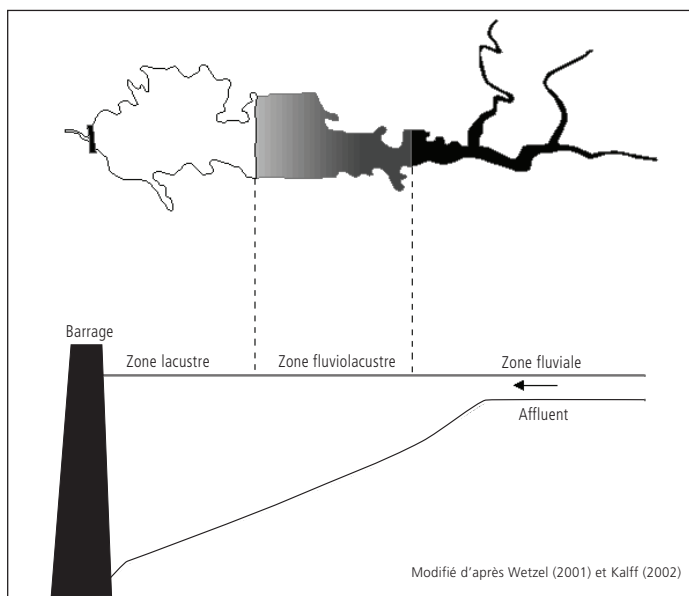 Barrage
Zone lacustre
Zone fluviolacustre
Zone fluviale
Affluent
Modifié d'après Wetzel (2001) et Kalff (2002)